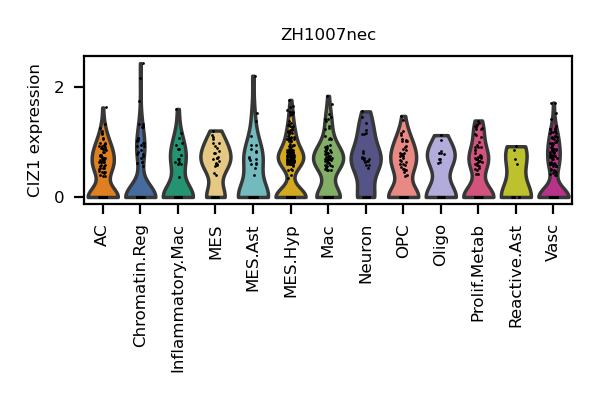 ZH1007nec
CIZ1 expression
2
0
AC
Chromatin.Reg
Inflammatory.Mac
MES
MES.Ast
MES.Hyp
Mac
Neuron
OPC
Oligo
Prolif.Metab
Reactive.Ast
Vasc